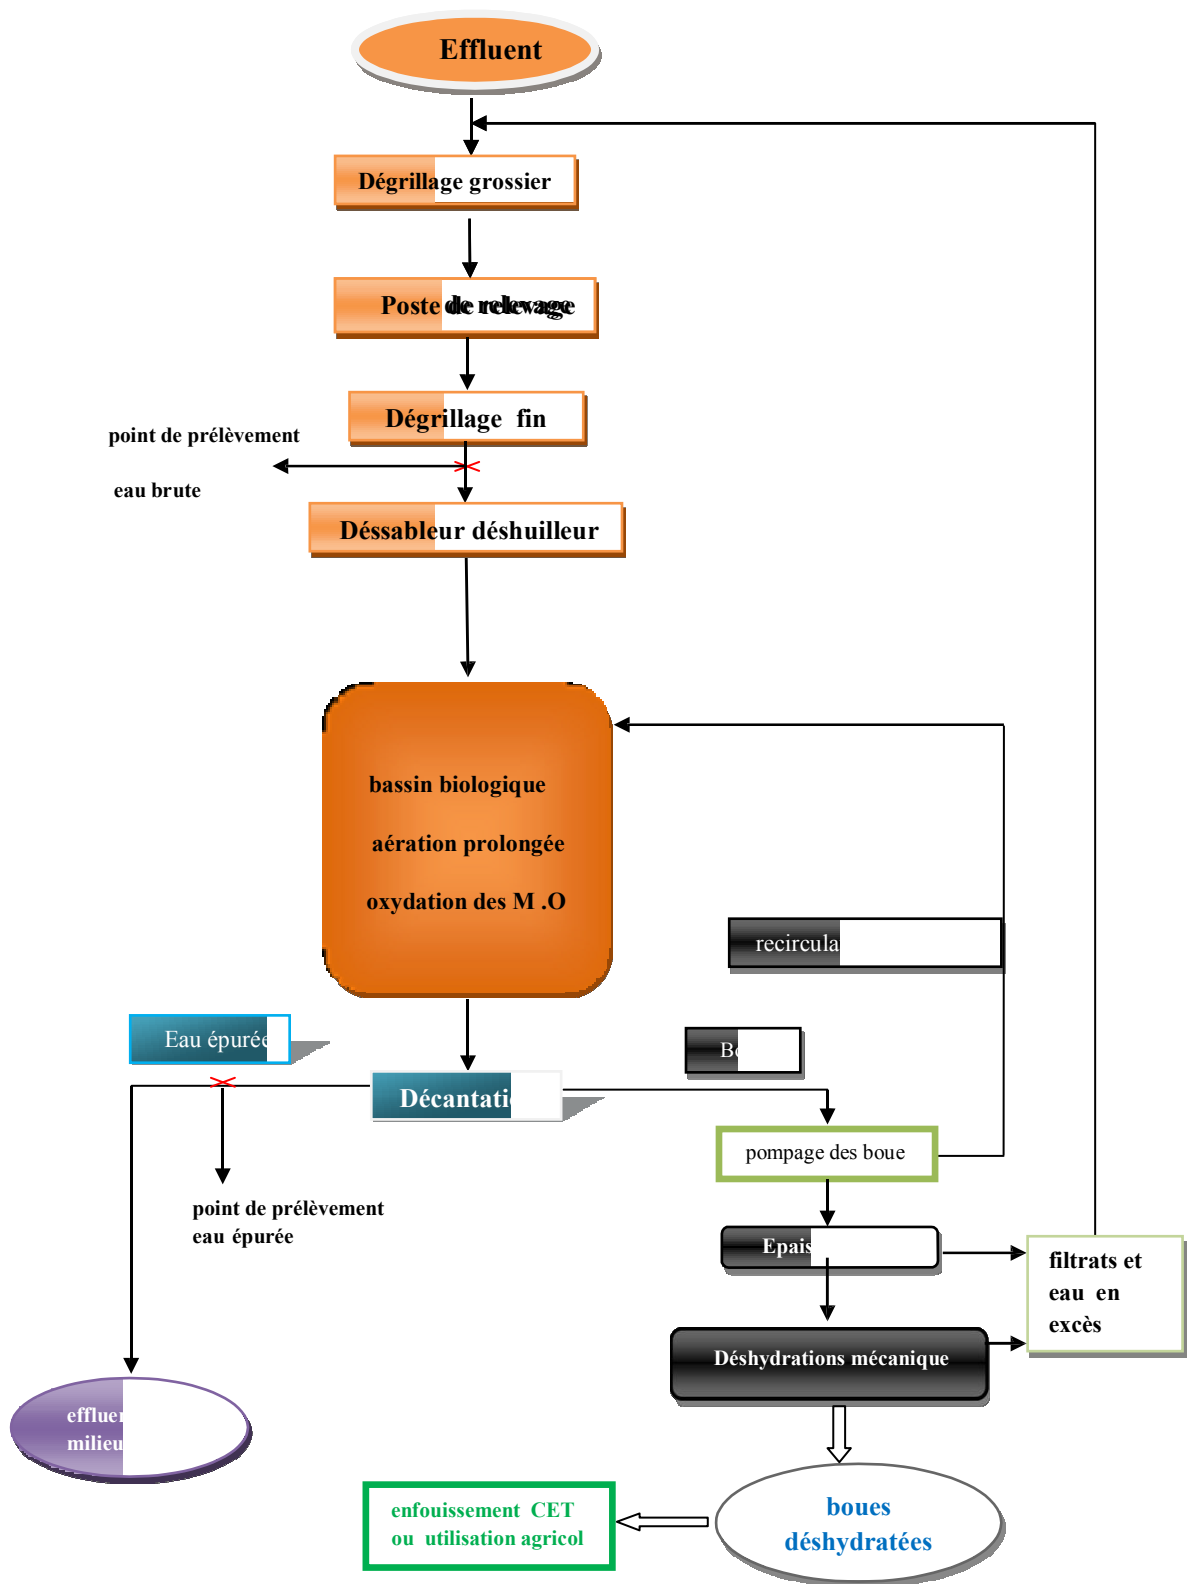 Effluent
Dégrillage grossier
Poste de relevage
Dégrillage fin
point de prélèvement
eau brute
Déssableur déshuilleur
bassin biologique
aération prolongée
oxydation des M .O
recircula
Eau épurée
Décantati
pompage des boue
point de prélèvement
eau épurée
Epais
filtrats et
eau en
excès
Déshydrations mécanique
milieu
boues
déshydratées
enfouissement CET
ou utilisation agricol